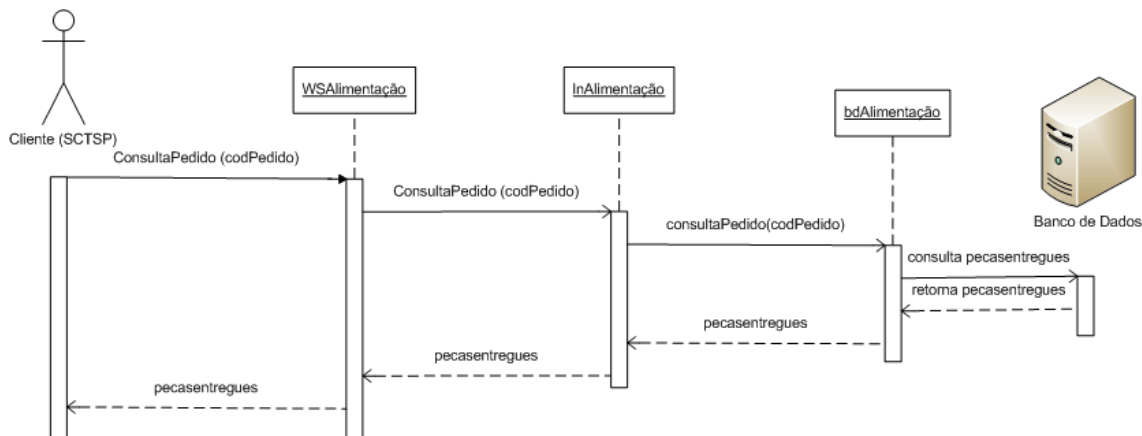 WSAlimentação
InAlimentação
bdAlimentação
Cliente (SCTSP)
ConsultaPedido (codPedido)
ConsultaPedido (codPedido)
consultaPedido(codPedido)
Banco de Dados
consulta pecasentregues
retorna pecasentregues
pecasentregues
pecasentregues
pecasentregues